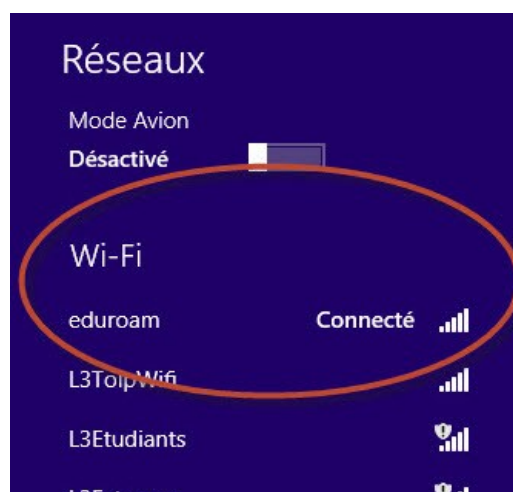 Réseaux
Mode Avion
Désactivé
Wi-Fi
eduroam Connecté
L3ToIpWifi
L3Etudiants